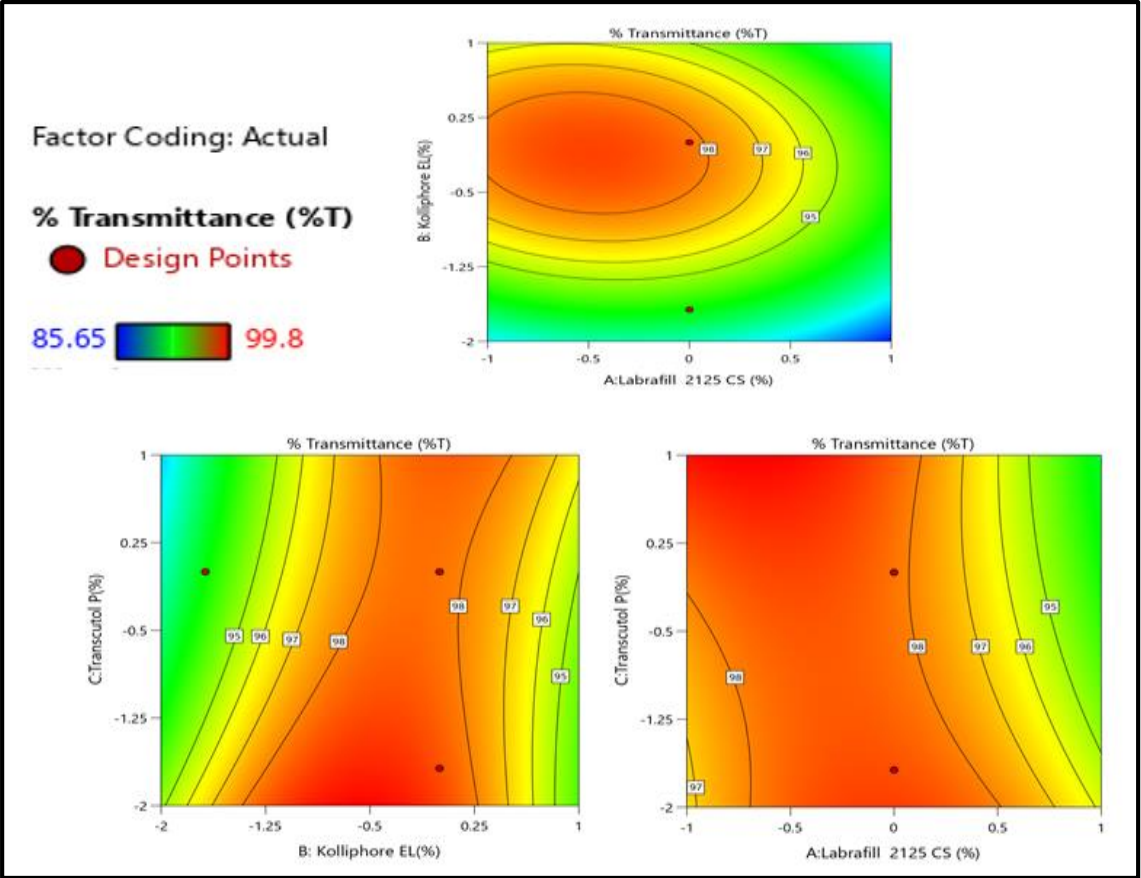 % Transmittance (%T)
Factor Coding: Actual
% Transmittance (%T)
Design Points
85.65 99.8
B: Kolliphore EL(%)
1
0.25
-0.5
-1.25
-2
98 97 96
95
-1 -0.5 0 0.5 1
A:Labrafill 2125 CS (%)
% Transmittance (%T)
C:Transcutol P(%)
1
0.25
-0.5
-1.25
-2
95 96 97 98 98 97 96
95
-2 -1.25 -0.5 0.25 1
B: Kolliphore EL(%)
% Transmittance (%T)
C:Transcutol P(%)
1
0.25
-0.5
-1.25
-2
95
98 97 96
98
97
-1 -0.5 0 0.5 1
A:Labrafill 2125 CS (%)